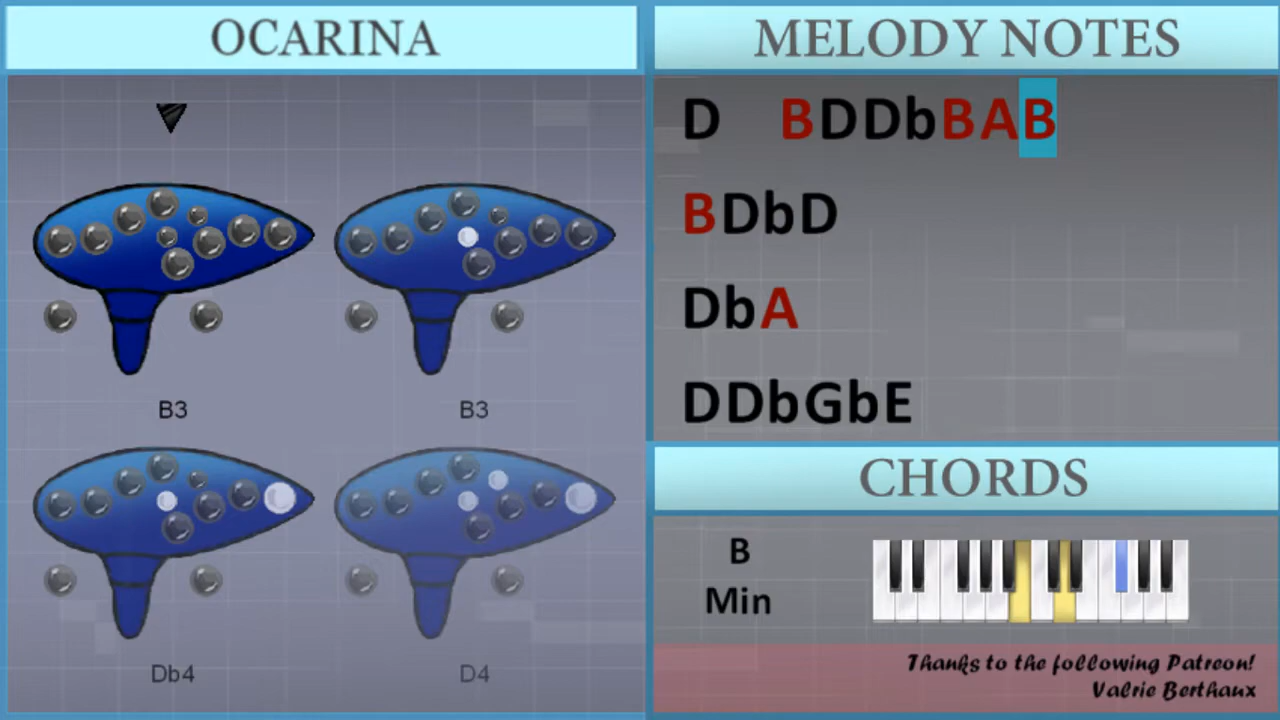 OCARINA
B3 B3
Db4 D4
MELODY NOTES
D BDDbBAB
BDbD
DbA
DDbGbE
CHORDS
B
Min
Thanks to the following Patreon!
Valrie Berthaux